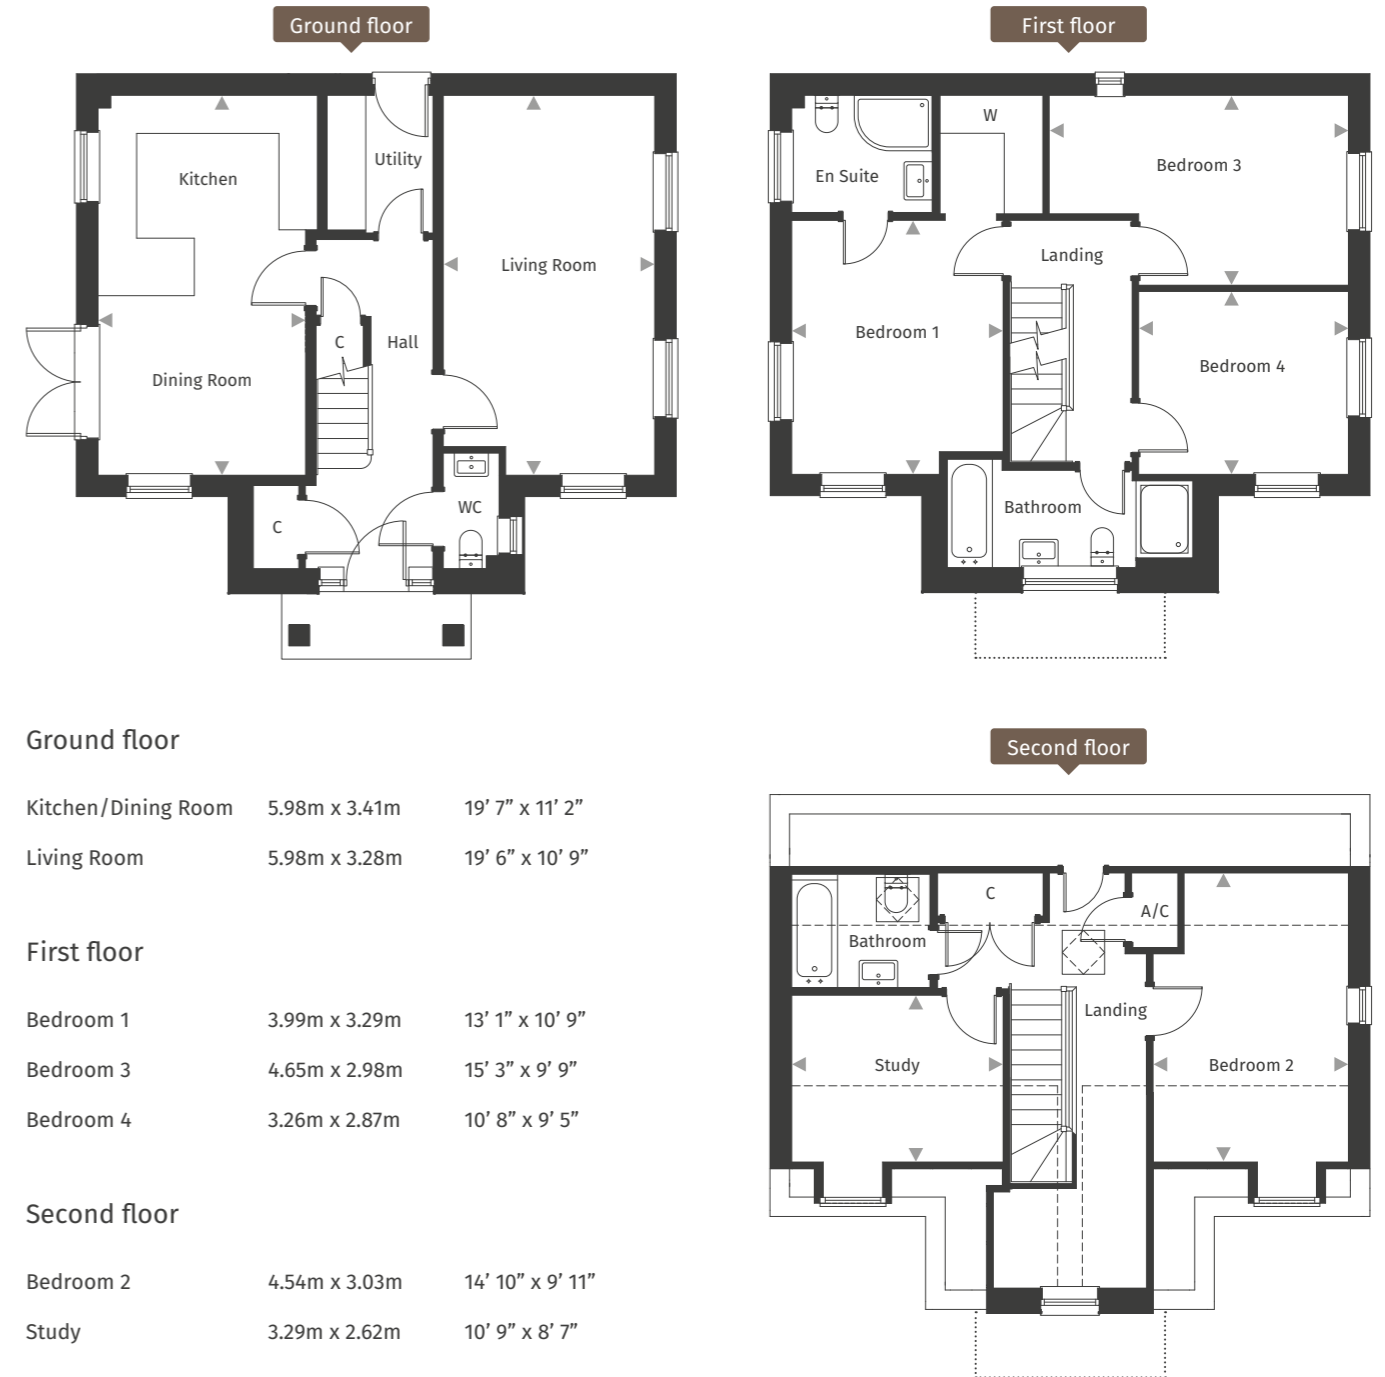 Ground floor
Kitchen
Utility
Living Room
C
Hall
Dining Room
C
WC
First floor
W
En Suite
Bedroom 3
Landing
Bedroom 1
Bedroom 4
Bathroom
Ground floor
Kitchen/Dining Room 5.98m x 3.41m 19’ 7” x 11’ 2”
Living Room 5.98m x 3.28m 19’ 6” x 10’ 9”
First floor
Bedroom 1 3.99m x 3.29m 13’ 1” x 10’ 9”
Bedroom 3 4.65m x 2.98m 15’ 3” x 9’ 9”
Bedroom 4 3.26m x 2.87m 10’ 8” x 9’ 5”
Second floor
Bedroom 2 4.54m x 3.03m 14’ 10” x 9’ 11”
Study 3.29m x 2.62m 10’ 9” x 8’ 7”
Second floor
C
A/C
Bathroom
Landing
Study
Bedroom 2